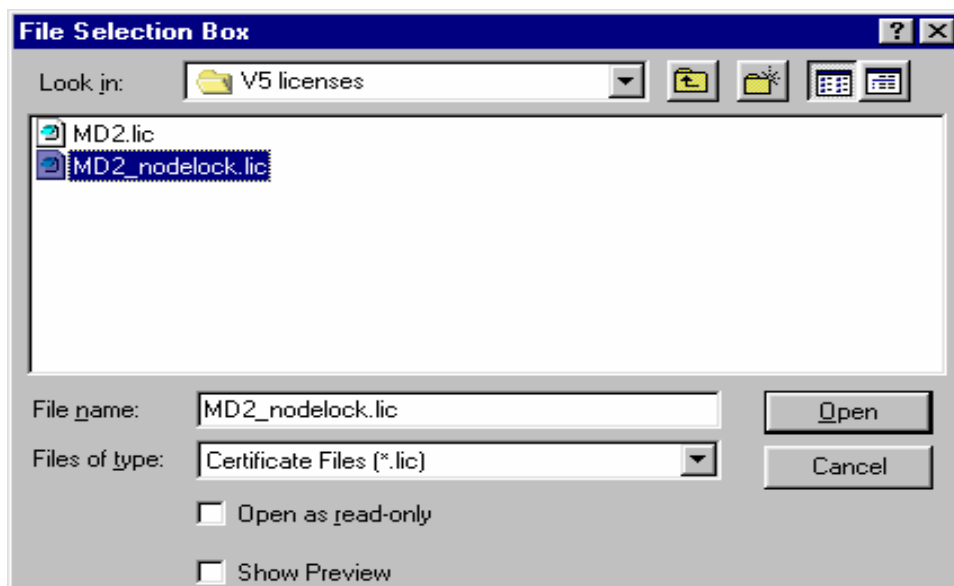 File Selection Box
Look in: V5 licenses
MD2.lic
MD2_nodelock.lic
File name: MD2_nodelock.lic Open
Files of type: Certificate Files (*.lic) Cancel
Open as read-only
Show Preview